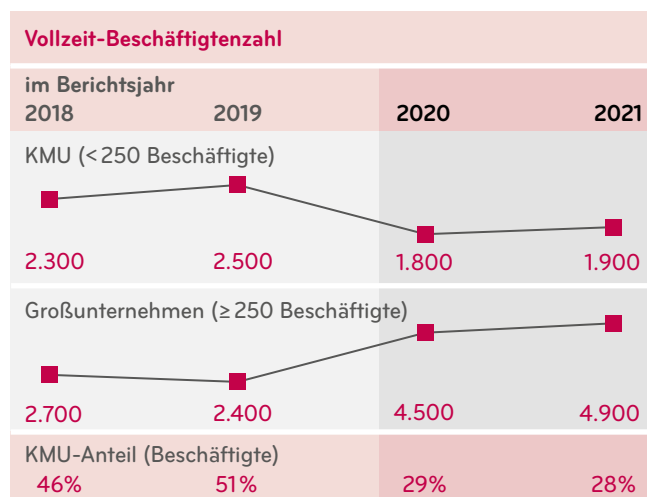 Vollzeit-Beschäftigtenzahl
im Berichtsjahr
2018 2019 2020 2021
KMU (<250 Beschäftigte)
2.300 2.500 1.800 1.900
Großunternehmen (≥250 Beschäftigte)
2.700 2.400 4.500 4.900
KMU-Anteil (Beschäftigte)
46% 51% 29% 28%